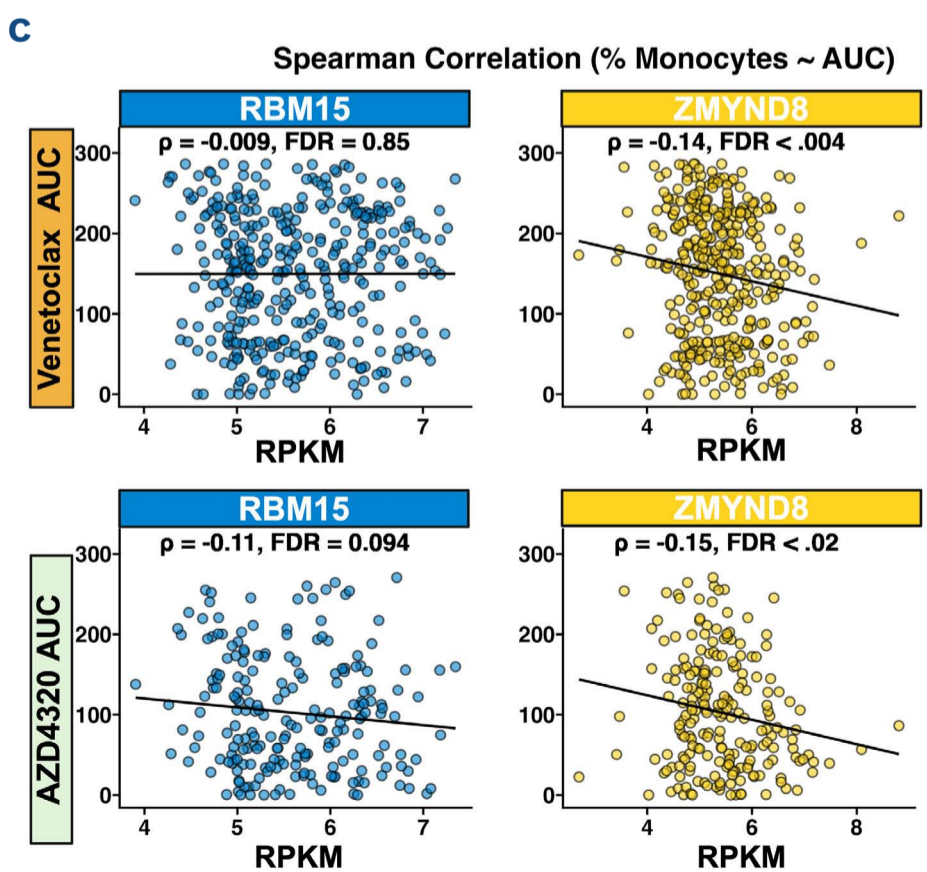 C
Spearman Correlation (% Monocytes ~ AUC)
RBM15
ZMYND8
Venetoclax AUC
ρ = -0.009, FDR = 0.85
300
200
100
0
4 5 6 7
RPKM
ρ = -0.14, FDR < .004
300
200
100
0
4 6 8
RPKM
RBM15
ZMYND8
AZD4320 AUC
ρ = -0.11, FDR = 0.094
300
200
100
0
4 5 6 7
RPKM
ρ = -0.15, FDR < .02
300
200
100
0
4 6 8
RPKM